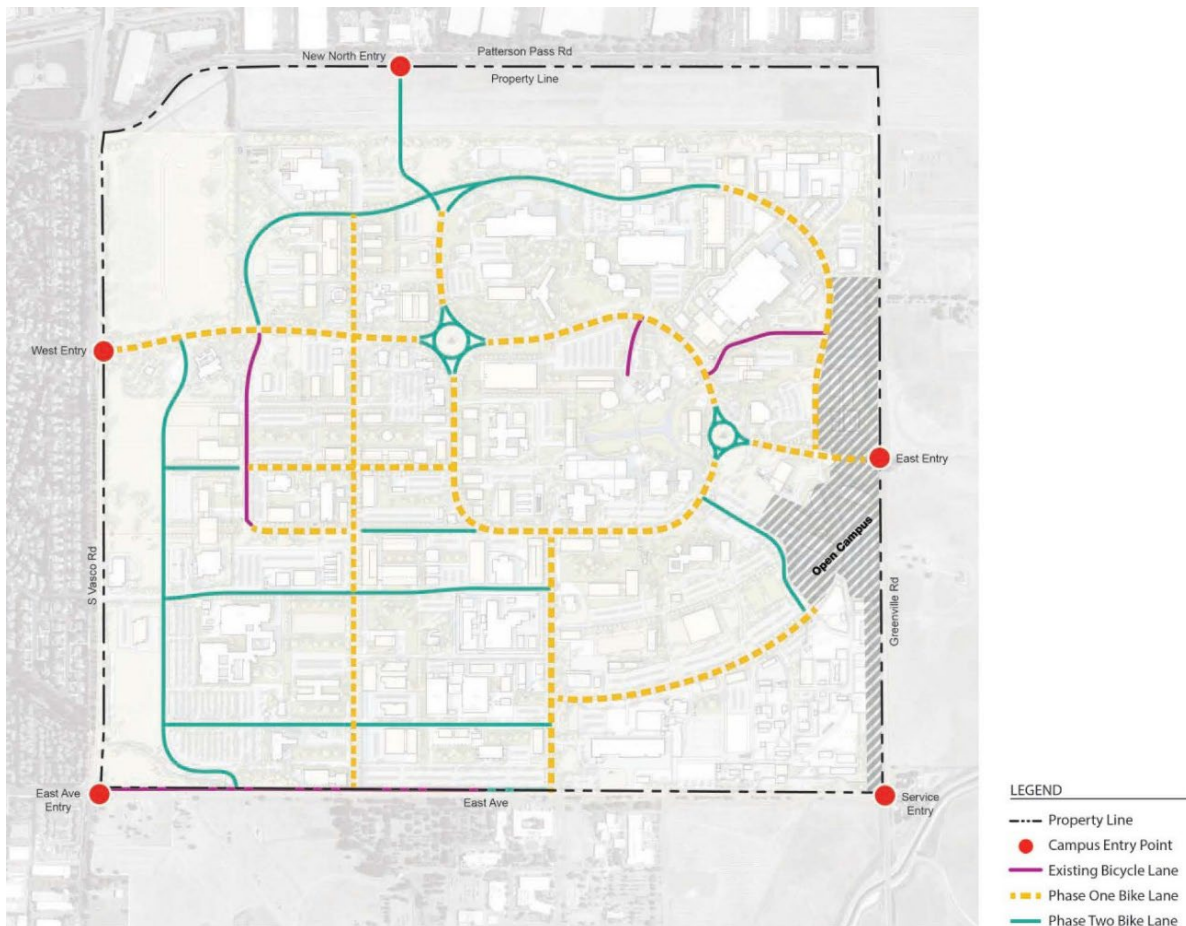 Patterson Pass Rd
New North Entry
Property Line
West Entry
East Entry
Open Campus
S Vasco Rd
Greenville Rd
East Ave
Entry
East Ave
Service
Entry
LEGEND
Property Line
Campus Entry Point
Existing Bicycle Lane
Phase One Bike Lane
Phase Two Bike Lane